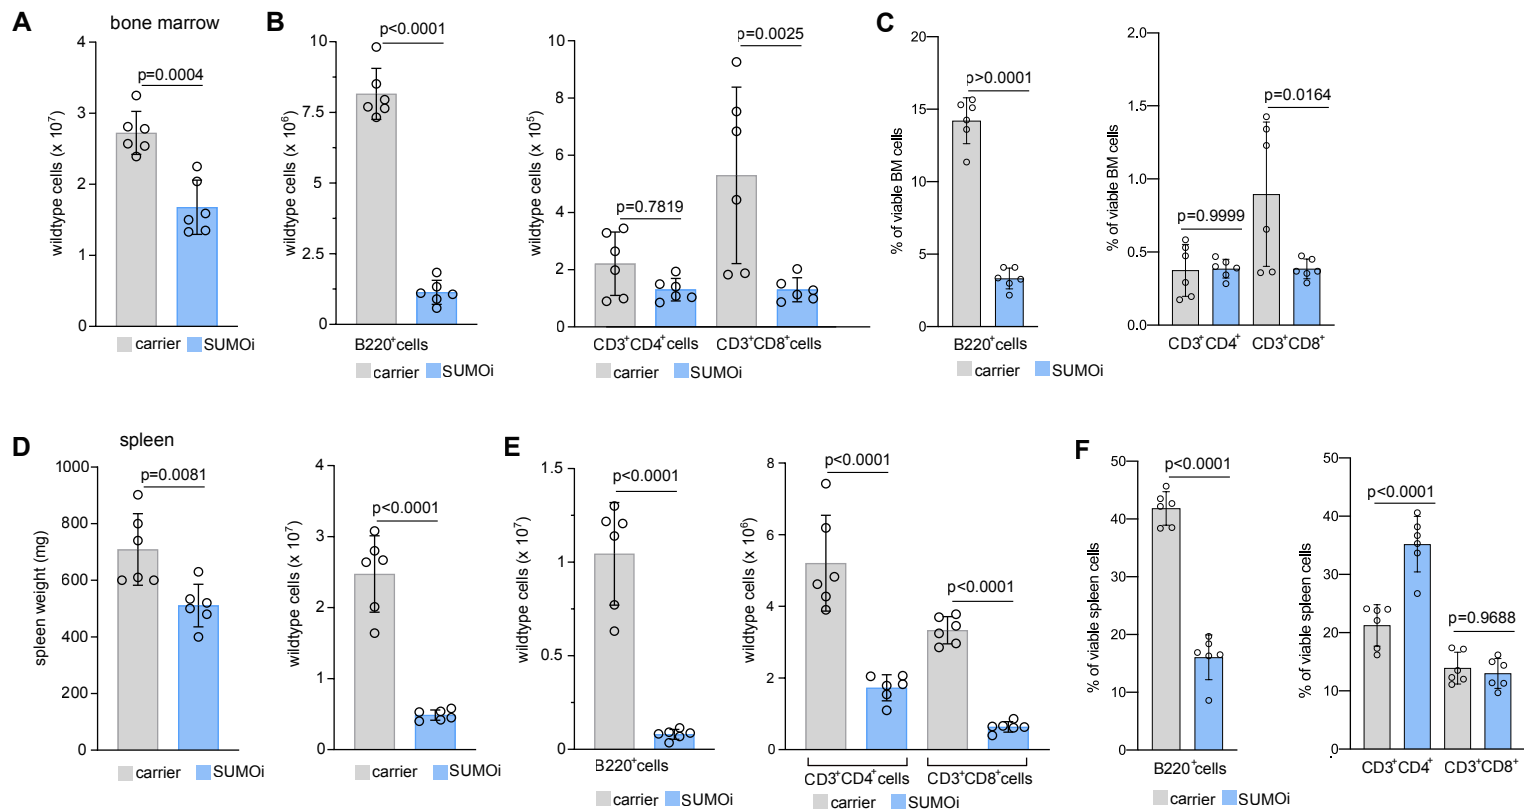 A bone marrow
wildtype cells (x 10⁷)
4
3
2
1
0
p=0.0004
carrier SUMOi
B
wildtype cells (x 10⁶)
10
7.5
5
2.5
0
p<0.0001
B220⁺cells
carrier SUMOi
wildtype cells (x 10⁵)
10
8
6
4
2
0
p=0.7819
p=0.0025
CD3⁺CD4⁺cells CD3⁺CD8⁺cells
carrier SUMOi
C
% of viable BM cells
20
15
10
5
0
p>0.0001
B220⁺cells
carrier SUMOi
% of viable BM cells
2.0
1.5
1.0
0.5
0.0
p=0.9999
p=0.0164
CD3⁺CD4⁺ CD3⁺CD8⁺
D spleen
spleen weight (mg)
1000
800
600
400
200
0
p=0.0081
carrier SUMOi
wildtype cells (x 10⁷)
4
3
2
1
0
p<0.0001
carrier SUMOi
E
wildtype cells (x 10⁷)
1.5
1
0.5
0
p<0.0001
B220⁺cells
wildtype cells (x 10⁶)
8
6
4
2
0
p<0.0001
p<0.0001
CD3⁺CD4⁺cells CD3⁺CD8⁺cells
carrier SUMOi
F
% of viable spleen cells
50
40
30
20
10
0
p<0.0001
B220⁺cells
carrier SUMOi
% of viable spleen cells
50
40
30
20
10
0
p<0.0001
p=0.9688
CD3⁺CD4⁺ CD3⁺CD8⁺